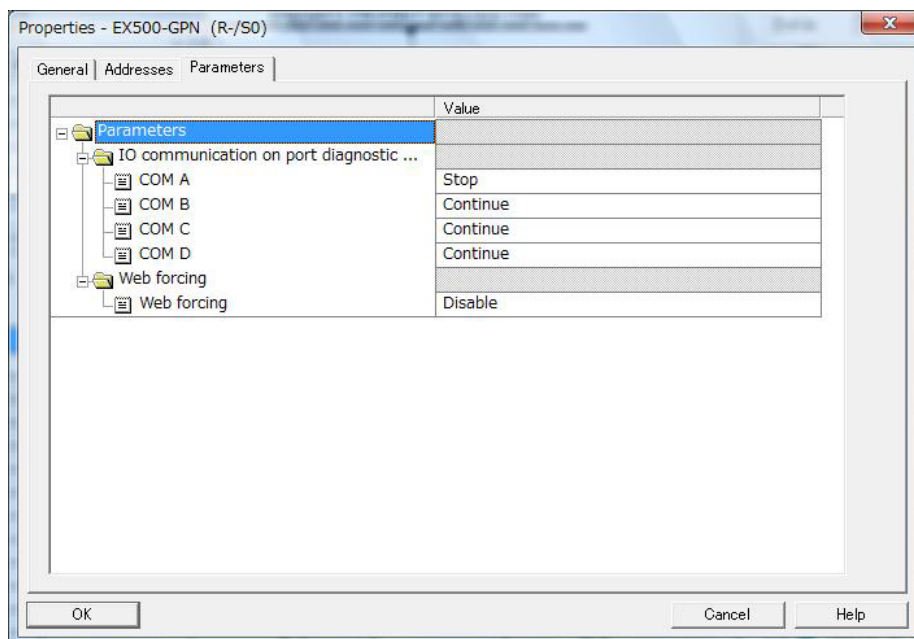 Properties - EX500-GPN (R-/S0)
General Addresses Parameters
Value
Parameters
IO communication on port diagnostic ...
COM A Stop
COM B Continue
COM C Continue
COM D Continue
Web forcing
Web forcing Disable
OK Cancel Help